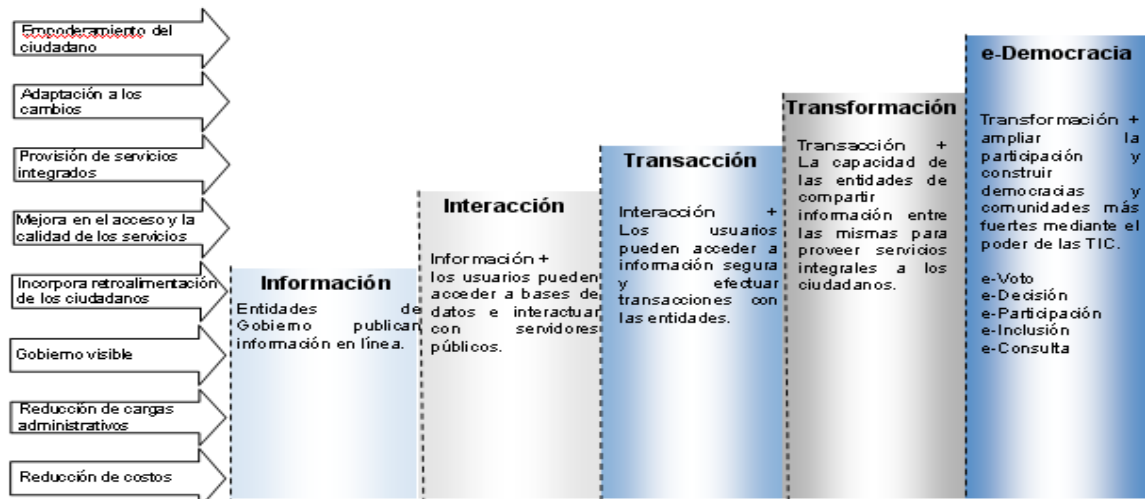 Empoderamiento del
ciudadano
Adaptación a los
cambios
Provisión de servicios
integrados
Mejora en el acceso y la
calidad de los servicios
Incorpora retroalimentación
de los ciudadanos
Gobierno visible
Reducción de cargas
administrativos
Reducción de costos
Información
Entidades de
Gobierno publican
información en línea.
Interacción
Información +
los usuarios pueden
acceder a bases de
datos e interactuar
con servidores
públicos.
Transacción
Interacción +
Los usuarios
pueden acceder a
información segura
y efectuar
transacciones con
las entidades.
Transformación
Transacción +
La capacidad de
las entidades de
compartir
información entre
las mismas para
proveer servicios
integrales a los
ciudadanos.
e-Democracia
Transformación +
ampliar la
participación y
construir
democracias y
comunidades más
fuertes mediante el
poder de las TIC.
e-Voto
e-Decisión
e-Participación
e-Inclusión
e-Consulta